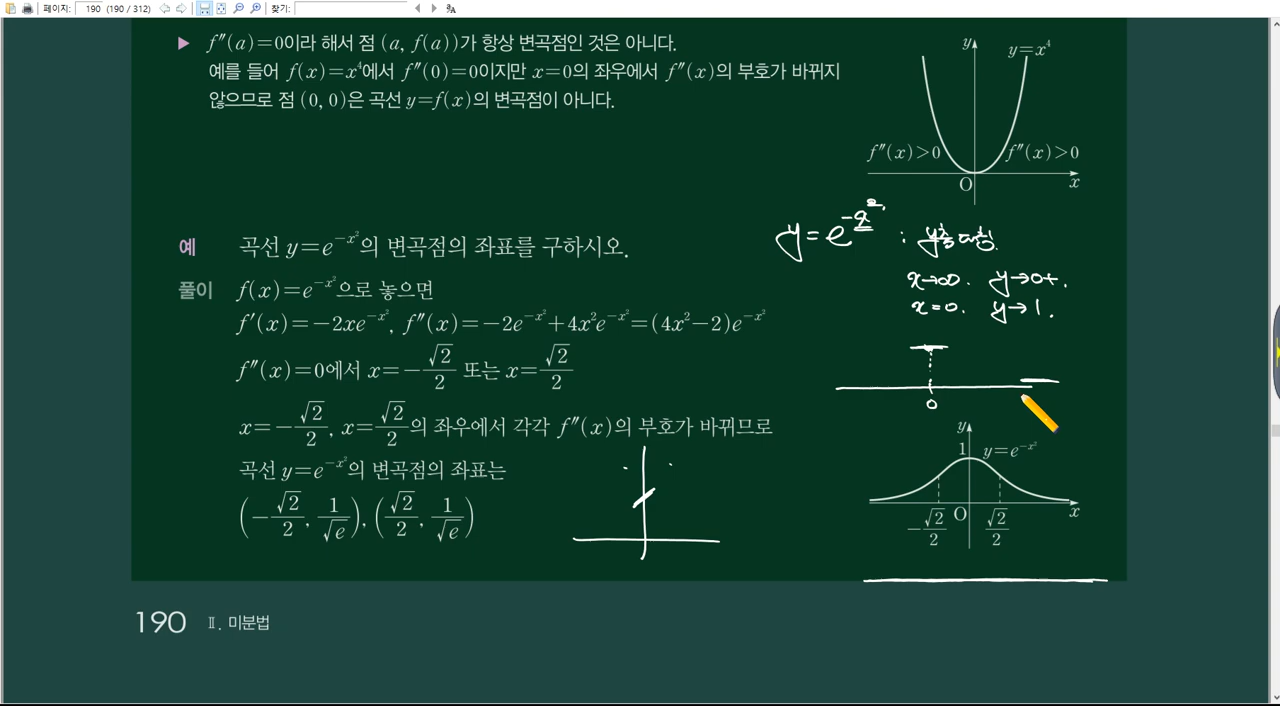 페이지: 190 (190 / 312) 찾기:
▶ f″(a)=0이라 해서 점 (a, f(a))가 항상 변곡점인 것은 아니다.
예를 들어 f(x)=x⁴에서 f″(0)=0이지만 x=0의 좌우에서 f″(x)의 부호가 바뀌지
않으므로 점 (0, 0)은 곡선 y=f(x)의 변곡점이 아니다.
y
y=x⁴
f″(x)>0
f″(x)>0
O
x
y=e^{-x²} : y축대칭.
x→∞. y→0+.
x=0. y→1.
0
예 곡선 y=e^{-x²}의 변곡점의 좌표를 구하시오.
풀이 f(x)=e^{-x²}으로 놓으면
f′(x)=-2xe^{-x²}, f″(x)=-2e^{-x²}+4x²e^{-x²}=(4x²-2)e^{-x²}
f″(x)=0에서 x=-√2/2 또는 x=√2/2
x=-√2/2, x=√2/2의 좌우에서 각각 f″(x)의 부호가 바뀌므로
곡선 y=e^{-x²}의 변곡점의 좌표는
(-√2/2, 1/√e), (√2/2, 1/√e)
y
1
y=e^{-x²}
O
x
-√2/2
√2/2
190 Ⅱ. 미분법